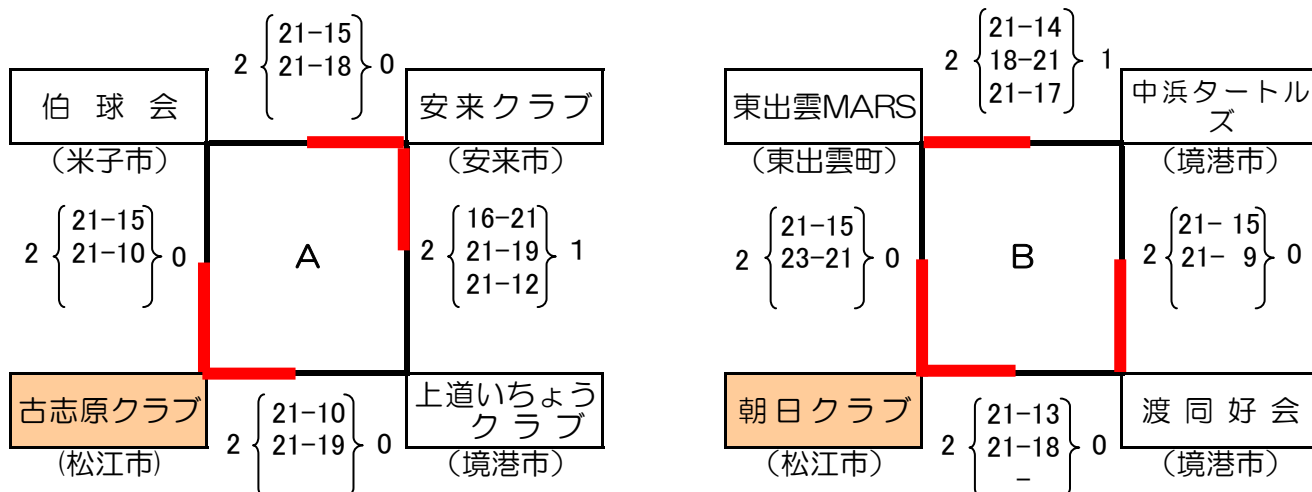 21-15
2 21-18 0
伯球会
安来クラブ
(米子市)
(安来市)
21-15
2 21-10 0
A
16-21
2 21-19 1
21-12
古志原クラブ
上道いちょう
クラブ
(松江市)
(境港市)
21-10
2 21-19 0
21-14
2 18-21 1
21-17
東出雲MARS
中浜タートル
ズ
(東出雲町)
(境港市)
21-15
2 23-21 0
B
21- 15
2 21- 9 0
朝日クラブ
渡同好会
(松江市)
(境港市)
21-13
2 21-18 0
-